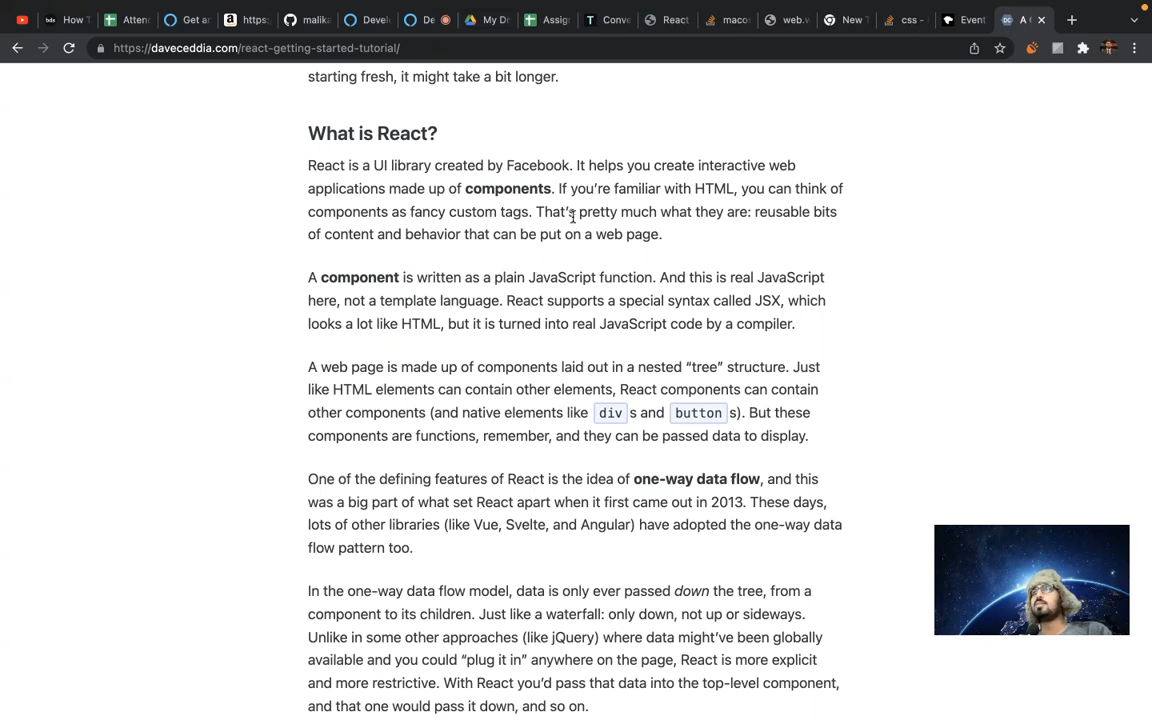 How T
Attend
Get ar
https:
malika
Devel
De
My Dr
Assig
T Conve
React
maco
web.v
New T
css -
Event
DC A
https://daveceddia.com/react-getting-started-tutorial/
starting fresh, it might take a bit longer.
What is React?
React is a UI library created by Facebook. It helps you create interactive web
applications made up of components. If you’re familiar with HTML, you can think of
components as fancy custom tags. That’s pretty much what they are: reusable bits
of content and behavior that can be put on a web page.
A component is written as a plain JavaScript function. And this is real JavaScript
here, not a template language. React supports a special syntax called JSX, which
looks a lot like HTML, but it is turned into real JavaScript code by a compiler.
A web page is made up of components laid out in a nested “tree” structure. Just
like HTML elements can contain other elements, React components can contain
other components (and native elements like div s and button s). But these
components are functions, remember, and they can be passed data to display.
One of the defining features of React is the idea of one-way data flow, and this
was a big part of what set React apart when it first came out in 2013. These days,
lots of other libraries (like Vue, Svelte, and Angular) have adopted the one-way data
flow pattern too.
In the one-way data flow model, data is only ever passed down the tree, from a
component to its children. Just like a waterfall: only down, not up or sideways.
Unlike in some other approaches (like jQuery) where data might’ve been globally
available and you could “plug it in” anywhere on the page, React is more explicit
and more restrictive. With React you’d pass that data into the top-level component,
and that one would pass it down, and so on.